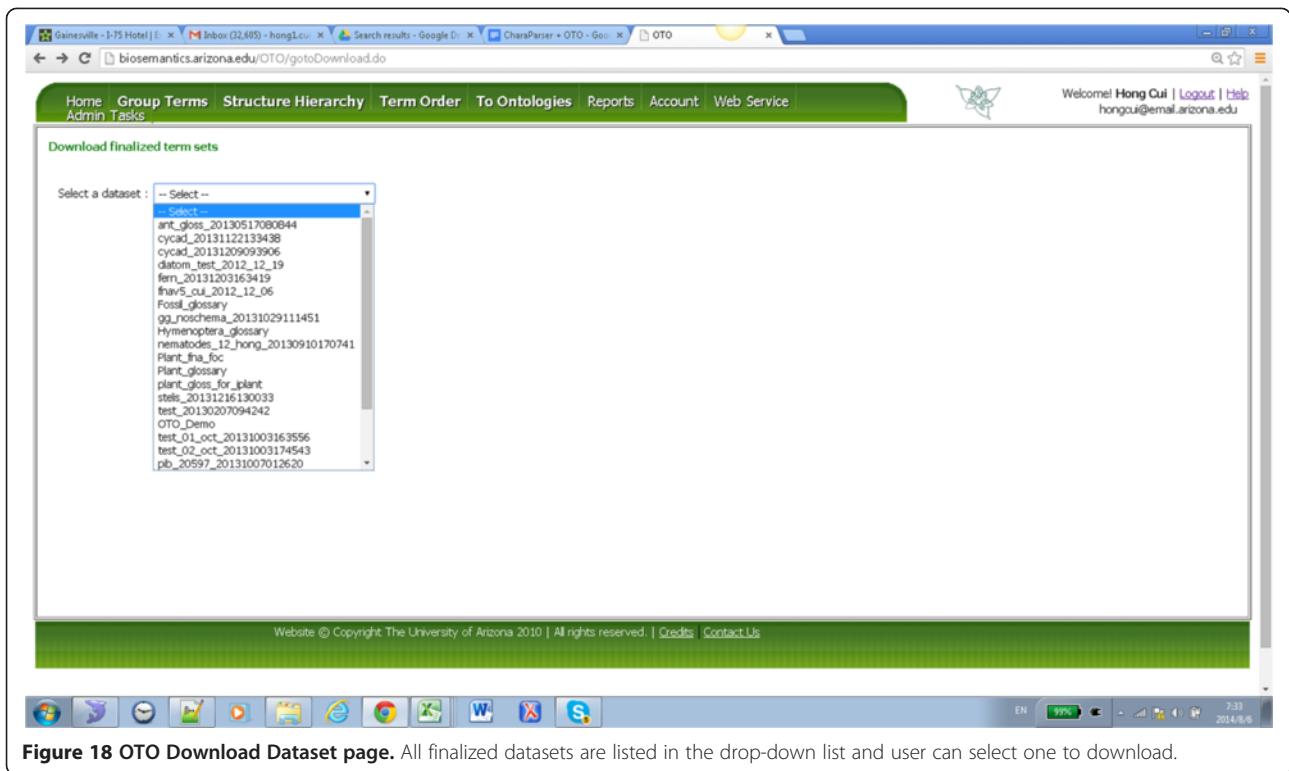 Gainesville - I-75 Hotel | E
Inbox (32,685) - hong1.cui
Search results - Google Dr
CharaParser + OTO - Goo
OTO
biosemantics.arizona.edu/OTO/gotoDownload.do
Home Group Terms Structure Hierarchy Term Order To Ontologies Reports Account Web Service
Admin Tasks
Welcome! Hong Cui | Logout | Help
hongcui@email.arizona.edu
Download finalized term sets
Select a dataset : -- Select --
-- Select --
ant_gloss_20130517080844
cycad_20131122133438
cycad_20131209093906
diatom_test_2012_12_19
fern_20131203163419
fnav5_cui_2012_12_06
Fossil_glossary
gg_noschema_20131029111451
Hymenoptera_glossary
nematodes_12_hong_20130910170741
Plant_fna_foc
Plant_glossary
plant_gloss_for_iplant
stells_20131216130033
test_20130207094242
OTO_Demo
test_01_oct_20131003163556
test_02_oct_20131003174543
pib_20597_20131007012620
Website © Copyright The University of Arizona 2010 | All rights reserved. | Credits | Contact Us
EN 99% 7:33
2014/8/6
Figure 18 OTO Download Dataset page. All finalized datasets are listed in the drop-down list and user can select one to download.